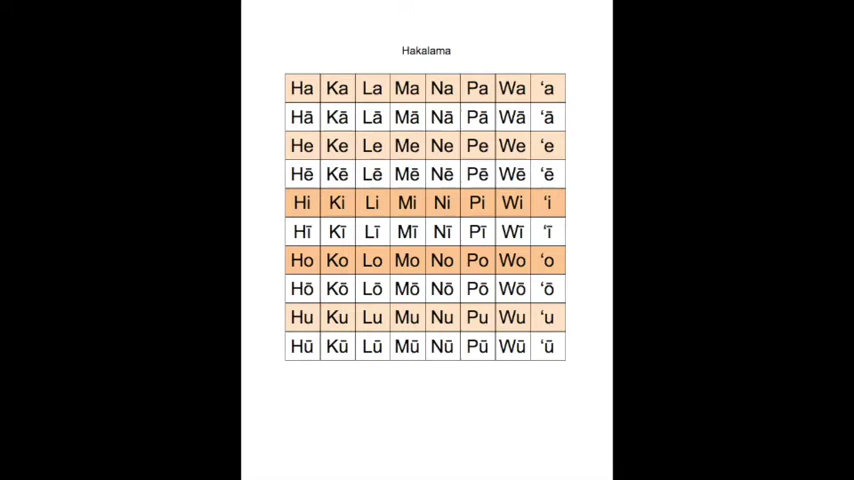 Hakalama
Ha Ka La Ma Na Pa Wa ʻa
Hā Kā Lā Mā Nā Pā Wā ʻā
He Ke Le Me Ne Pe We ʻe
Hē Kē Lē Mē Nē Pē Wē ʻē
Hi Ki Li Mi Ni Pi Wi ʻi
Hī Kī Lī Mī Nī Pī Wī ʻī
Ho Ko Lo Mo No Po Wo ʻo
Hō Kō Lō Mō Nō Pō Wō ʻō
Hu Ku Lu Mu Nu Pu Wu ʻu
Hū Kū Lū Mū Nū Pū Wū ʻū